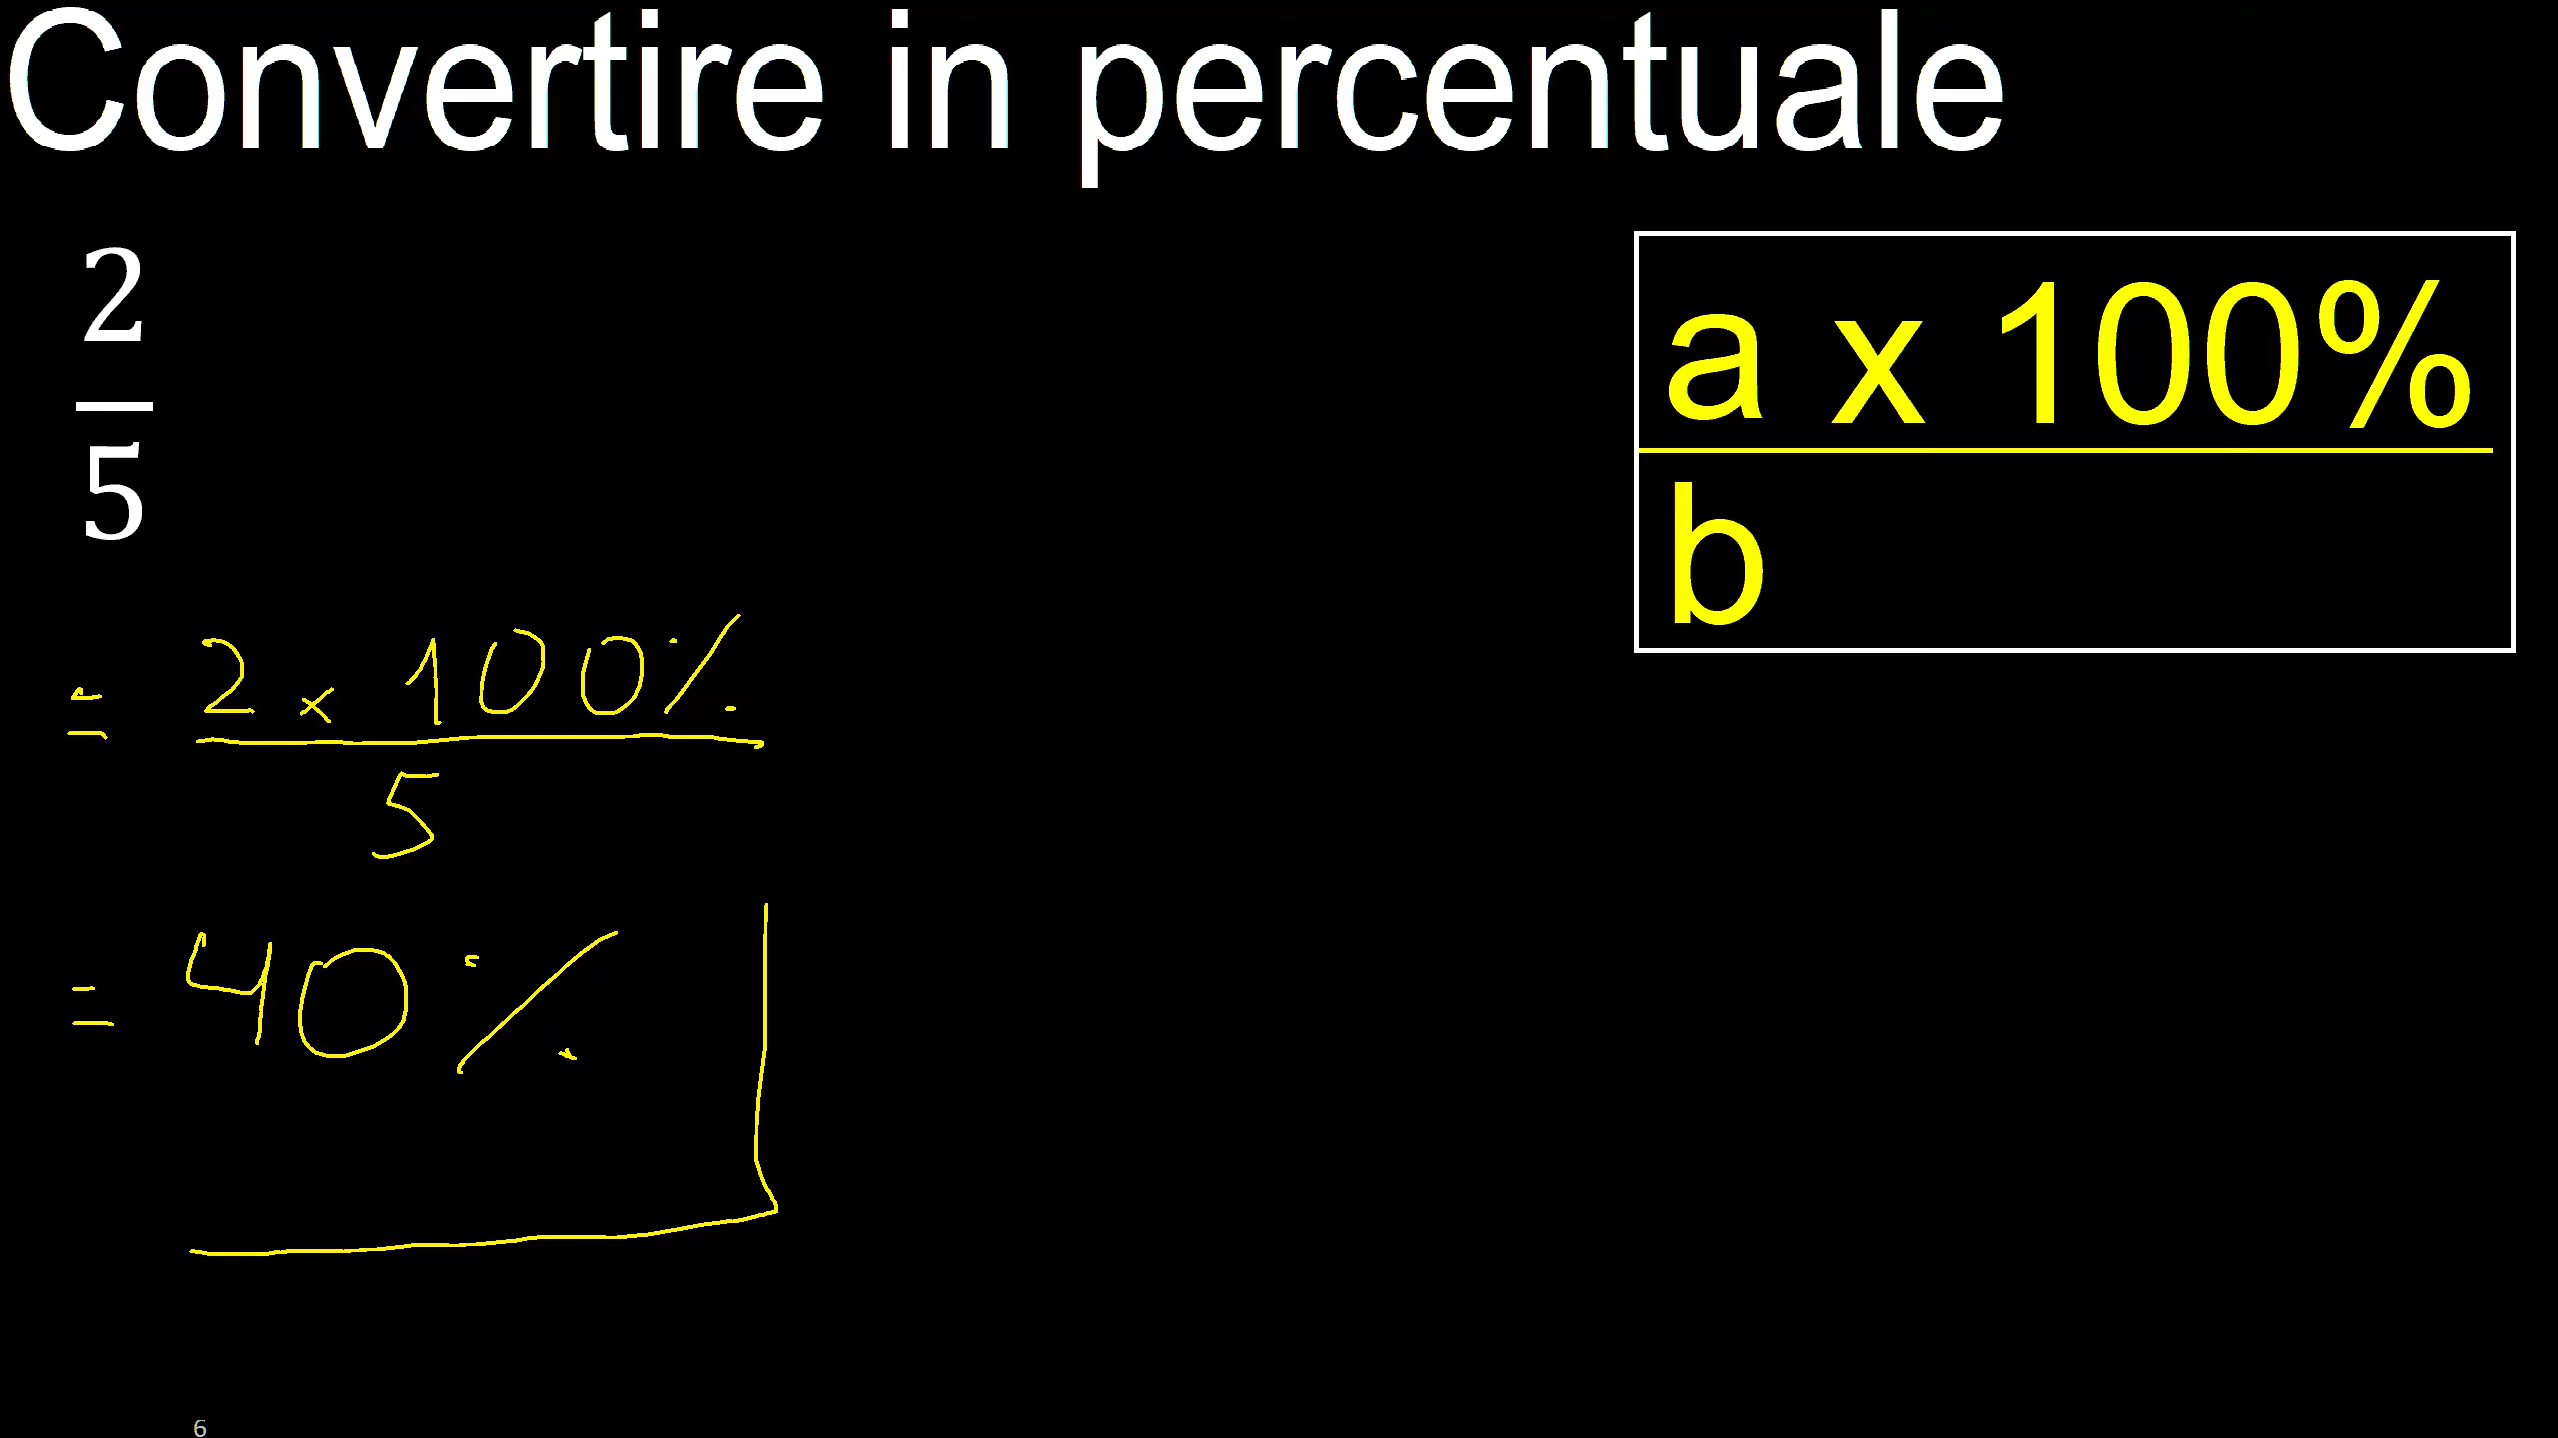 Convertire in percentuale
2
5
a x 100%
b
= 2 x 100%
5
= 40%
6